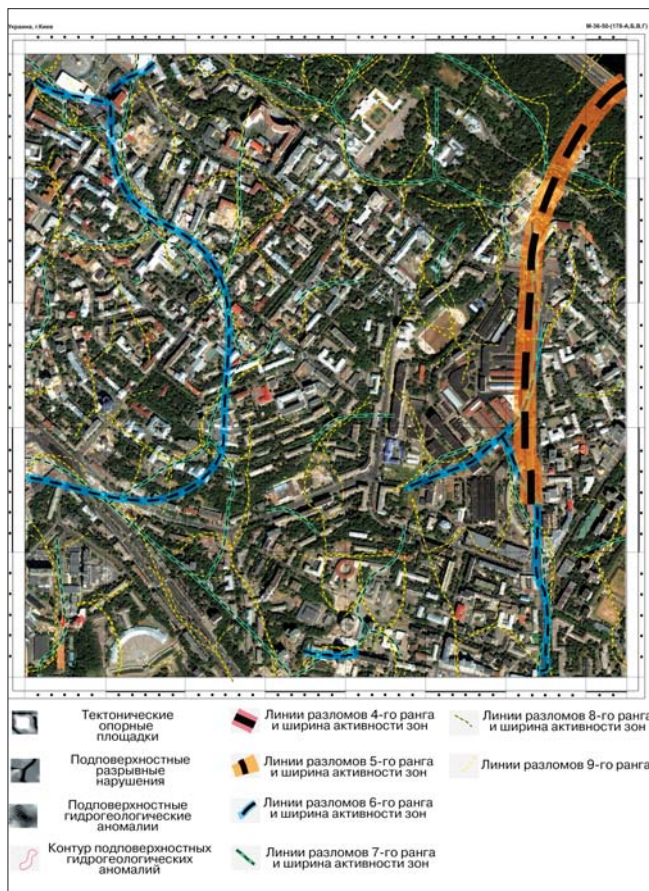 Украина, г.Киев
М-36-50-(178-А,Б,В,Г)
Тектонические
опорные
площадки
Подповерхностные
разрывные
нарушения
Подповерхностные
гидрогеологические
аномалии
Контур подповерхностных
гидрогеологических
аномалий
Линии разломов 4-го ранга
и ширина активности зон
Линии разломов 5-го ранга
и ширина активности зон
Линии разломов 6-го ранга
и ширина активности зон
Линии разломов 7-го ранга
и ширина активности зон
Линии разломов 8-го ранга
и ширина активности зон
Линии разломов 9-го ранга